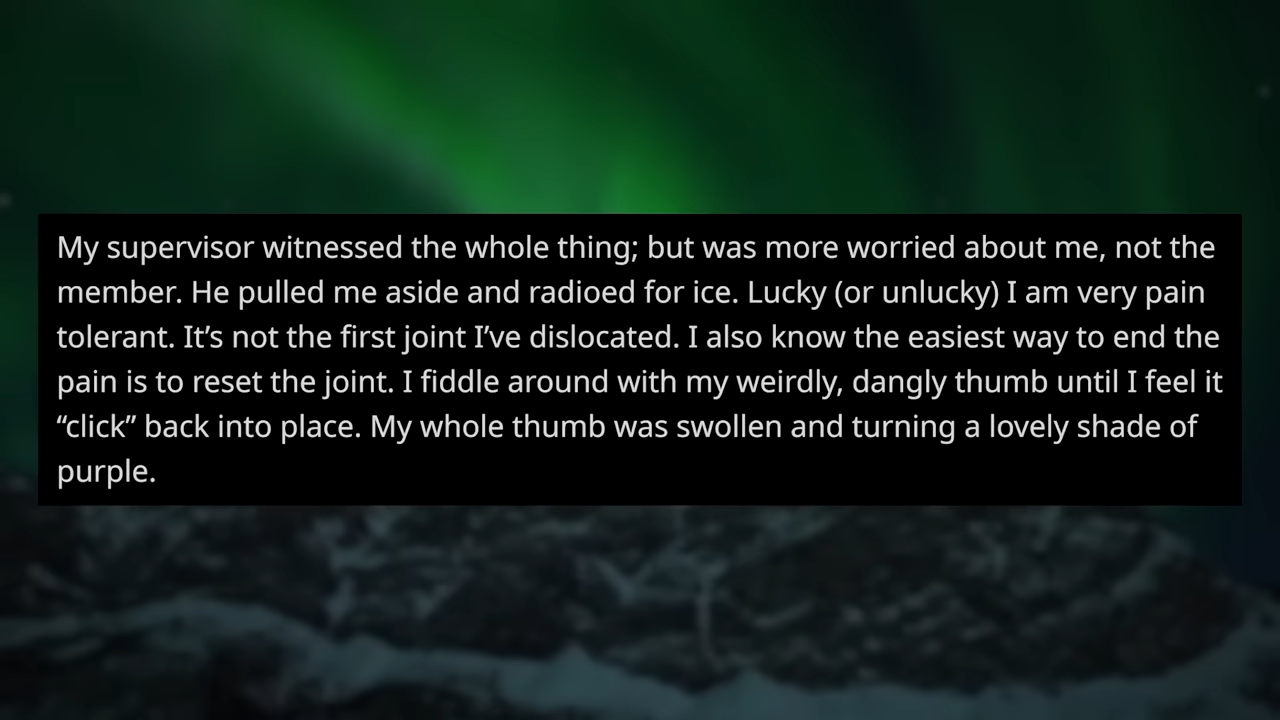 My supervisor witnessed the whole thing; but was more worried about me, not the
member. He pulled me aside and radioed for ice. Lucky (or unlucky) I am very pain
tolerant. It’s not the first joint I’ve dislocated. I also know the easiest way to end the
pain is to reset the joint. I fiddle around with my weirdly, dangly thumb until I feel it
“click” back into place. My whole thumb was swollen and turning a lovely shade of
purple.